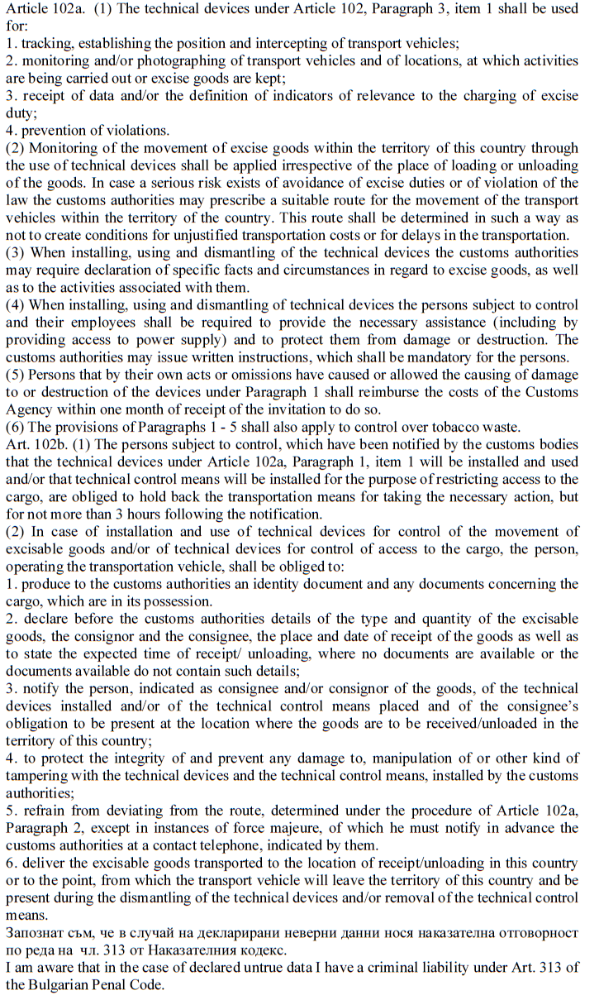 Article 102a. (1) The technical devices under Article 102, Paragraph 3, item 1 shall be used
for:
1. tracking, establishing the position and intercepting of transport vehicles;
2. monitoring and/or photographing of transport vehicles and of locations, at which activities
are being carried out or excise goods are kept;
3. receipt of data and/or the definition of indicators of relevance to the charging of excise
duty;
4. prevention of violations.
(2) Monitoring of the movement of excise goods within the territory of this country through
the use of technical devices shall be applied irrespective of the place of loading or unloading
of the goods. In case a serious risk exists of avoidance of excise duties or of violation of the
law the customs authorities may prescribe a suitable route for the movement of the transport
vehicles within the territory of the country. This route shall be determined in such a way as
not to create conditions for unjustified transportation costs or for delays in the transportation.
(3) When installing, using and dismantling of the technical devices the customs authorities
may require declaration of specific facts and circumstances in regard to excise goods, as well
as to the activities associated with them.
(4) When installing, using and dismantling of technical devices the persons subject to control
and their employees shall be required to provide the necessary assistance (including by
providing access to power supply) and to protect them from damage or destruction. The
customs authorities may issue written instructions, which shall be mandatory for the persons.
(5) Persons that by their own acts or omissions have caused or allowed the causing of damage
to or destruction of the devices under Paragraph 1 shall reimburse the costs of the Customs
Agency within one month of receipt of the invitation to do so.
(6) The provisions of Paragraphs 1 - 5 shall also apply to control over tobacco waste.
Art. 102b. (1) The persons subject to control, which have been notified by the customs bodies
that the technical devices under Article 102a, Paragraph 1, item 1 will be installed and used
and/or that technical control means will be installed for the purpose of restricting access to the
cargo, are obliged to hold back the transportation means for taking the necessary action, but
for not more than 3 hours following the notification.
(2) In case of installation and use of technical devices for control of the movement of
excisable goods and/or of technical devices for control of access to the cargo, the person,
operating the transportation vehicle, shall be obliged to:
1. produce to the customs authorities an identity document and any documents concerning the
cargo, which are in its possession.
2. declare before the customs authorities details of the type and quantity of the excisable
goods, the consignor and the consignee, the place and date of receipt of the goods as well as
to state the expected time of receipt/ unloading, where no documents are available or the
documents available do not contain such details;
3. notify the person, indicated as consignee and/or consignor of the goods, of the technical
devices installed and/or of the technical control means placed and of the consignee’s
obligation to be present at the location where the goods are to be received/unloaded in the
territory of this country;
4. to protect the integrity of and prevent any damage to, manipulation of or other kind of
tampering with the technical devices and the technical control means, installed by the customs
authorities;
5. refrain from deviating from the route, determined under the procedure of Article 102a,
Paragraph 2, except in instances of force majeure, of which he must notify in advance the
customs authorities at a contact telephone, indicated by them.
6. deliver the excisable goods transported to the location of receipt/unloading in this country
or to the point, from which the transport vehicle will leave the territory of this country and be
present during the dismantling of the technical devices and/or removal of the technical control
means.
Запознат съм, че в случай на декларирани неверни данни нося наказателна отговорност
по реда на чл. 313 от Наказателния кодекс.
I am aware that in the case of declared untrue data I have a criminal liability under Art. 313 of
the Bulgarian Penal Code.